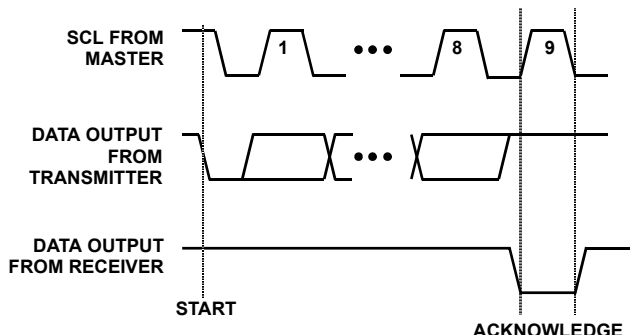 SCL FROM
MASTER
1
8
9
DATA OUTPUT
FROM
TRANSMITTER
DATA OUTPUT
FROM RECEIVER
START
ACKNOWLEDGE